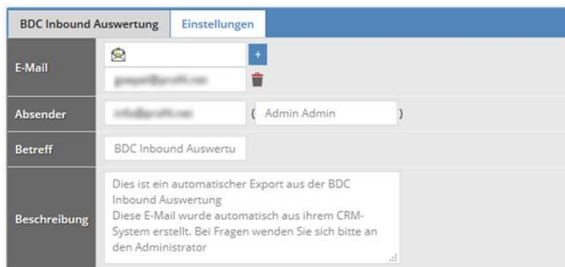 BDC Inbound Auswertung Einstellungen
E-Mail
+
Absender ( Admin Admin )
Betreff BDC Inbound Auswertu
Beschreibung
Dies ist ein automatischer Export aus der BDC
Inbound Auswertung
Diese E-Mail wurde automatisch aus ihrem CRM-
System erstellt. Bei Fragen wenden Sie sich bitte an
den Administrator